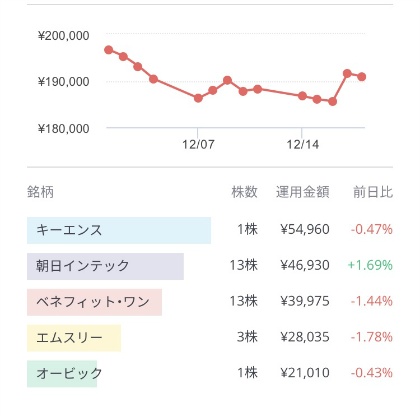 ¥200,000
¥190,000
¥180,000
12/07 12/14
銘柄 株数 運用金額 前日比
キーエンス 1株 ¥54,960 -0.47%
朝日インテック 13株 ¥46,930 +1.69%
ベネフィット・ワン 13株 ¥39,975 -1.44%
エムスリー 3株 ¥28,035 -1.78%
オービック 1株 ¥21,010 -0.43%